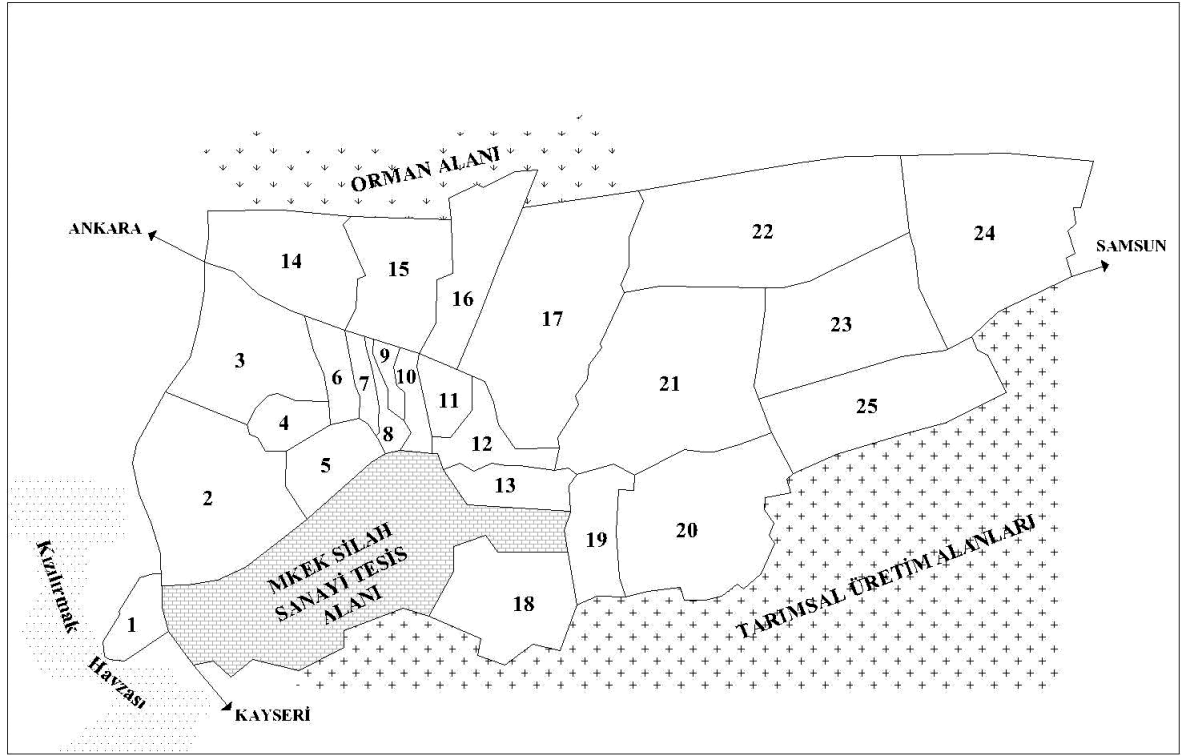 ORMAN ALANI
ANKARA
SAMSUN
KAYSERİ
Kızılırmak
Havzası
MKEK SİLAH
SANAYİ TESİS
ALANI
TARIMSAL ÜRETİM ALANLARI
1
2
3
4
5
6
7
8
9
10
11
12
13
14
15
16
17
18
19
20
21
22
23
24
25